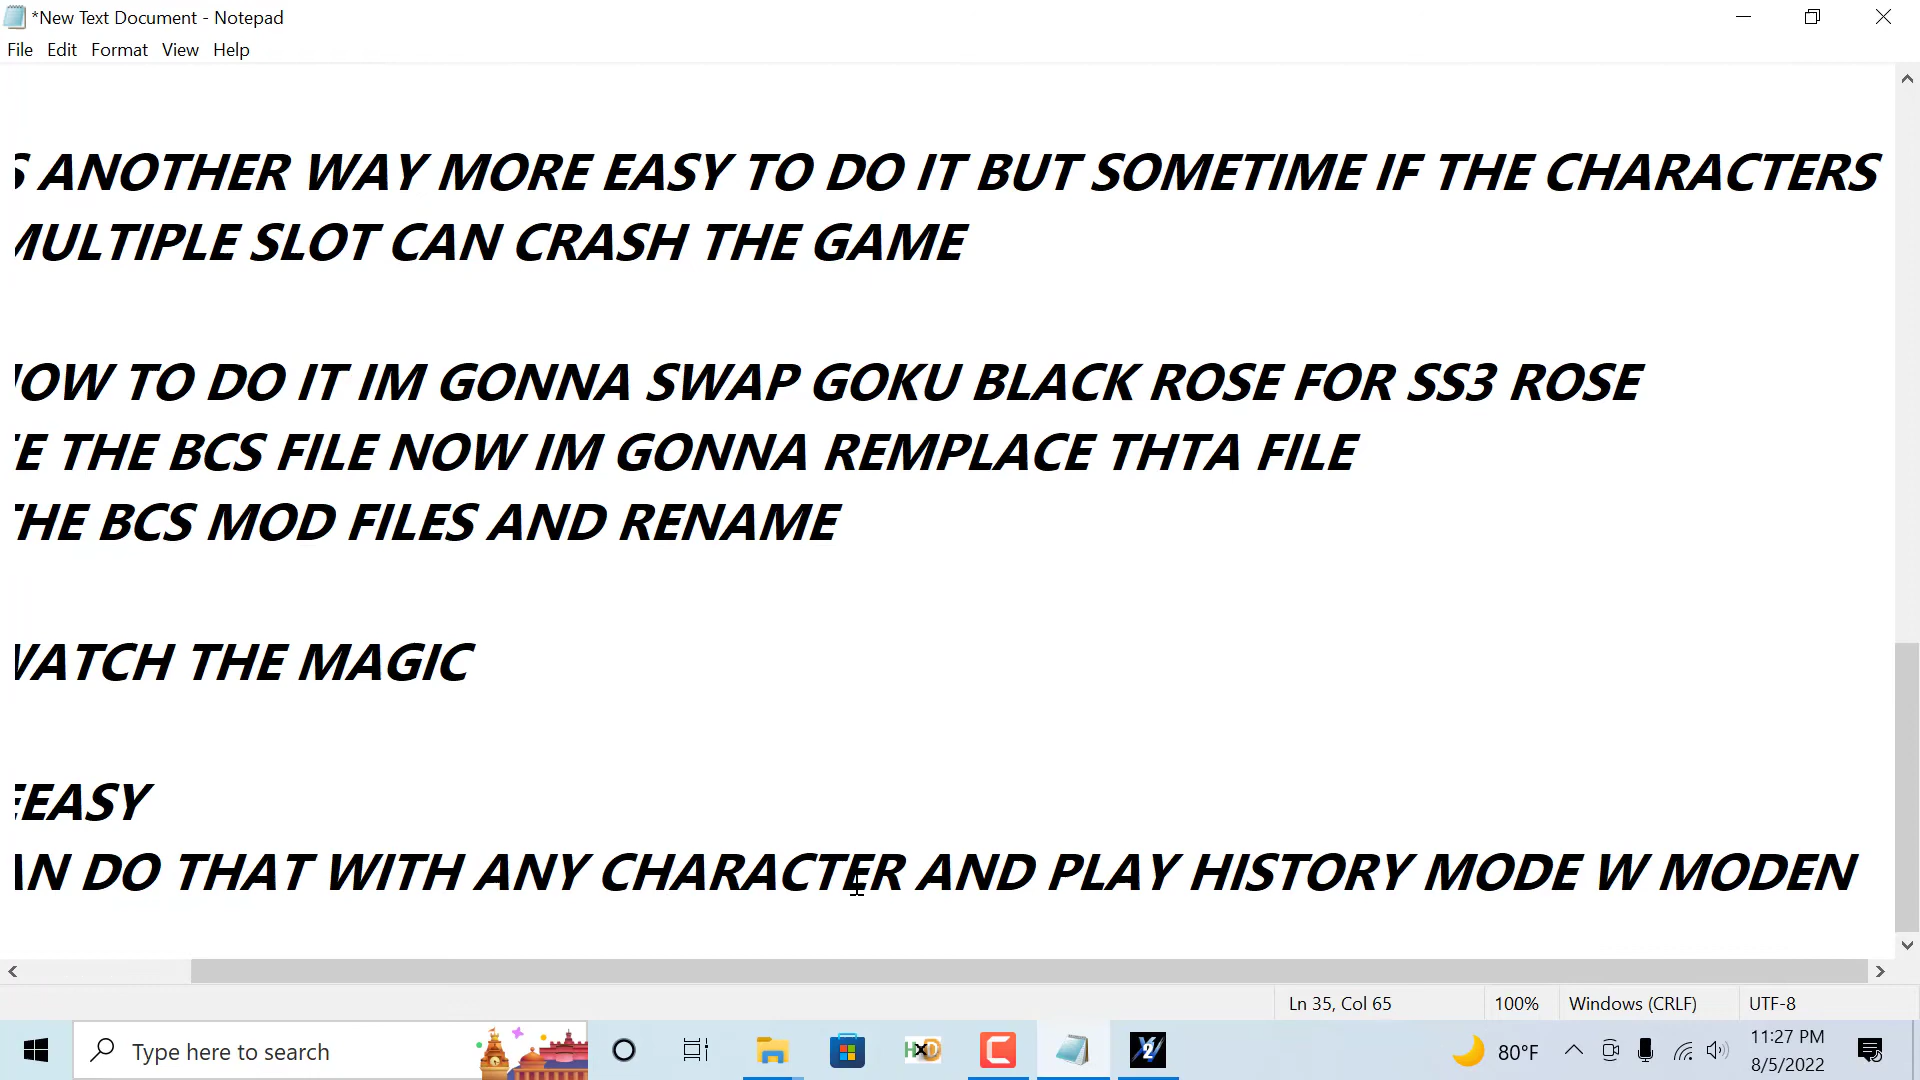 *New Text Document - Notepad
File Edit Format View Help
ANOTHER WAY MORE EASY TO DO IT BUT SOMETIME IF THE CHARACTERS
MULTIPLE SLOT CAN CRASH THE GAME
TO DO IT IM GONNA SWAP GOKU BLACK ROSE FOR SS3 ROSE
THE BCS FILE NOW IM GONNA REMPLACE THTA FILE
THE BCS MOD FILES AND RENAME
WATCH THE MAGIC
EASY
DO THAT WITH ANY CHARACTER AND PLAY HISTORY MODE W MODEN
Ln 35, Col 65 100% Windows (CRLF) UTF-8
Type here to search
80°F
11:27 PM
8/5/2022